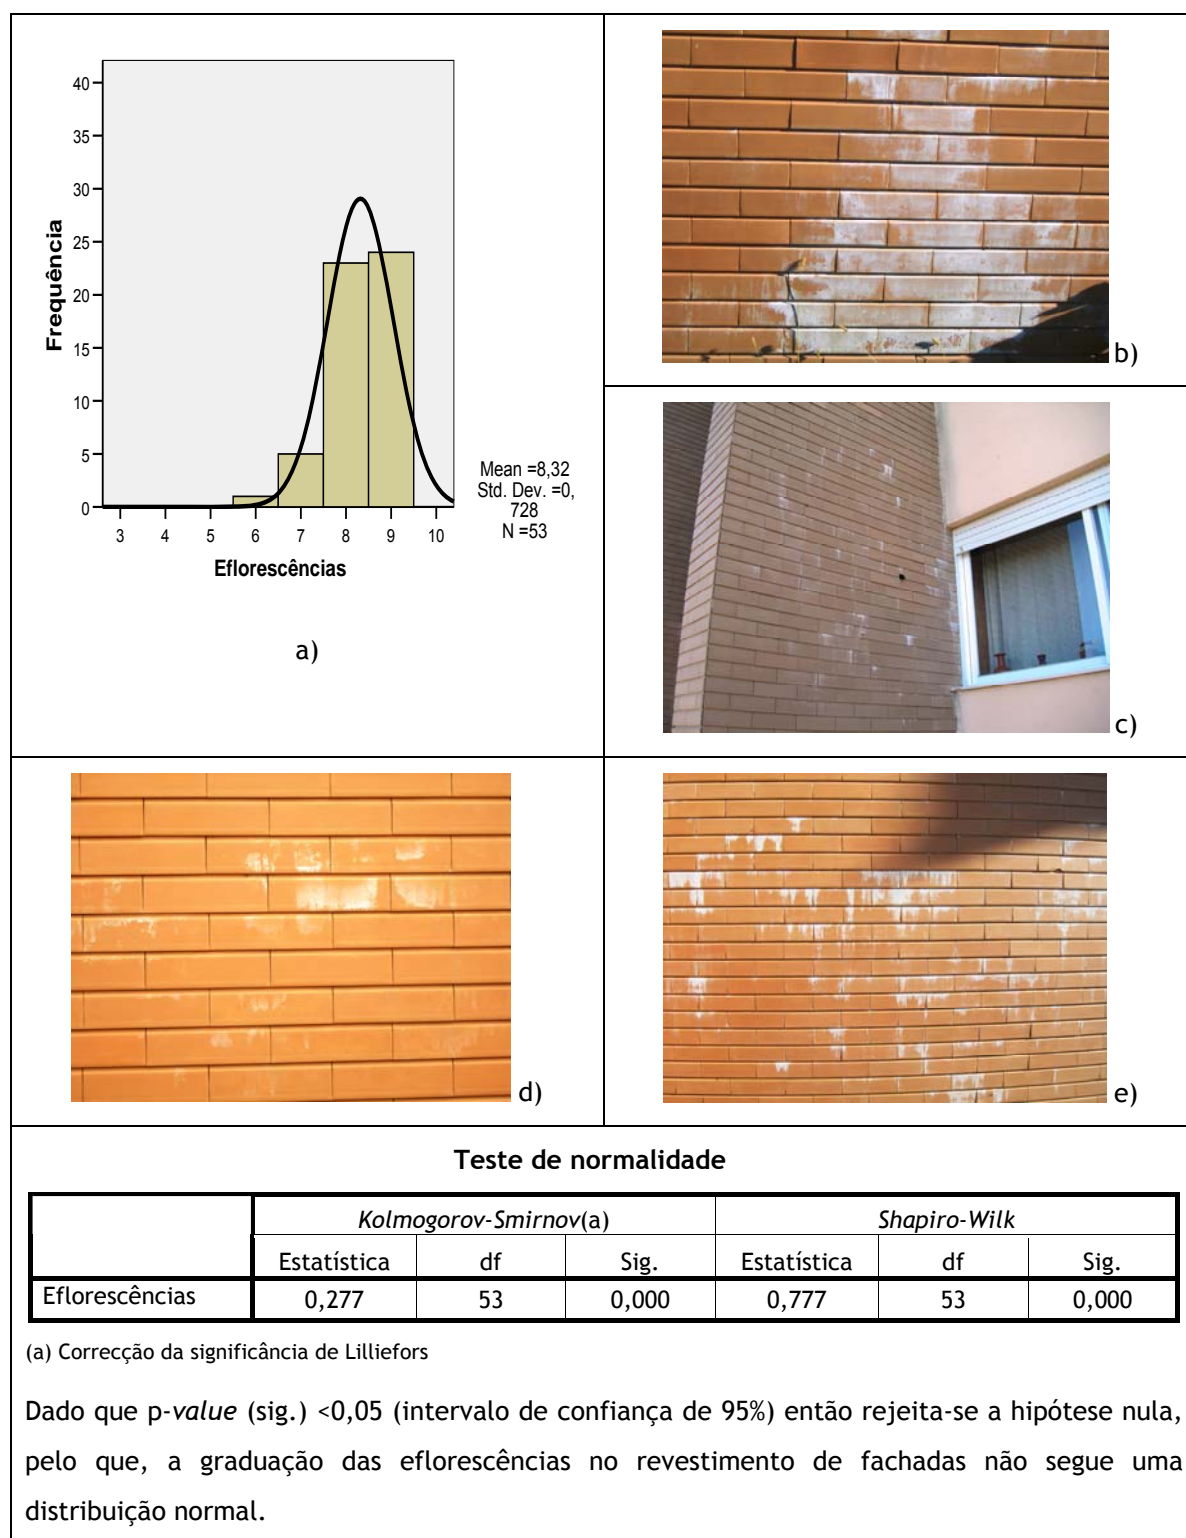 40
35
30
25
20
15
10
5
0
Frequência
3 4 5 6 7 8 9 10
Eflorescências
Mean =8,32
Std. Dev. =0,
728
N =53
a)
b)
c)
d)
e)
Teste de normalidade
Kolmogorov-Smirnov(a) Shapiro-Wilk
Estatística df Sig. Estatística df Sig.
Eflorescências 0,277 53 0,000 0,777 53 0,000
(a) Correcção da significância de Lilliefors
Dado que p-value (sig.) <0,05 (intervalo de confiança de 95%) então rejeita-se a hipótese nula,
pelo que, a graduação das eflorescências no revestimento de fachadas não segue uma
distribuição normal.